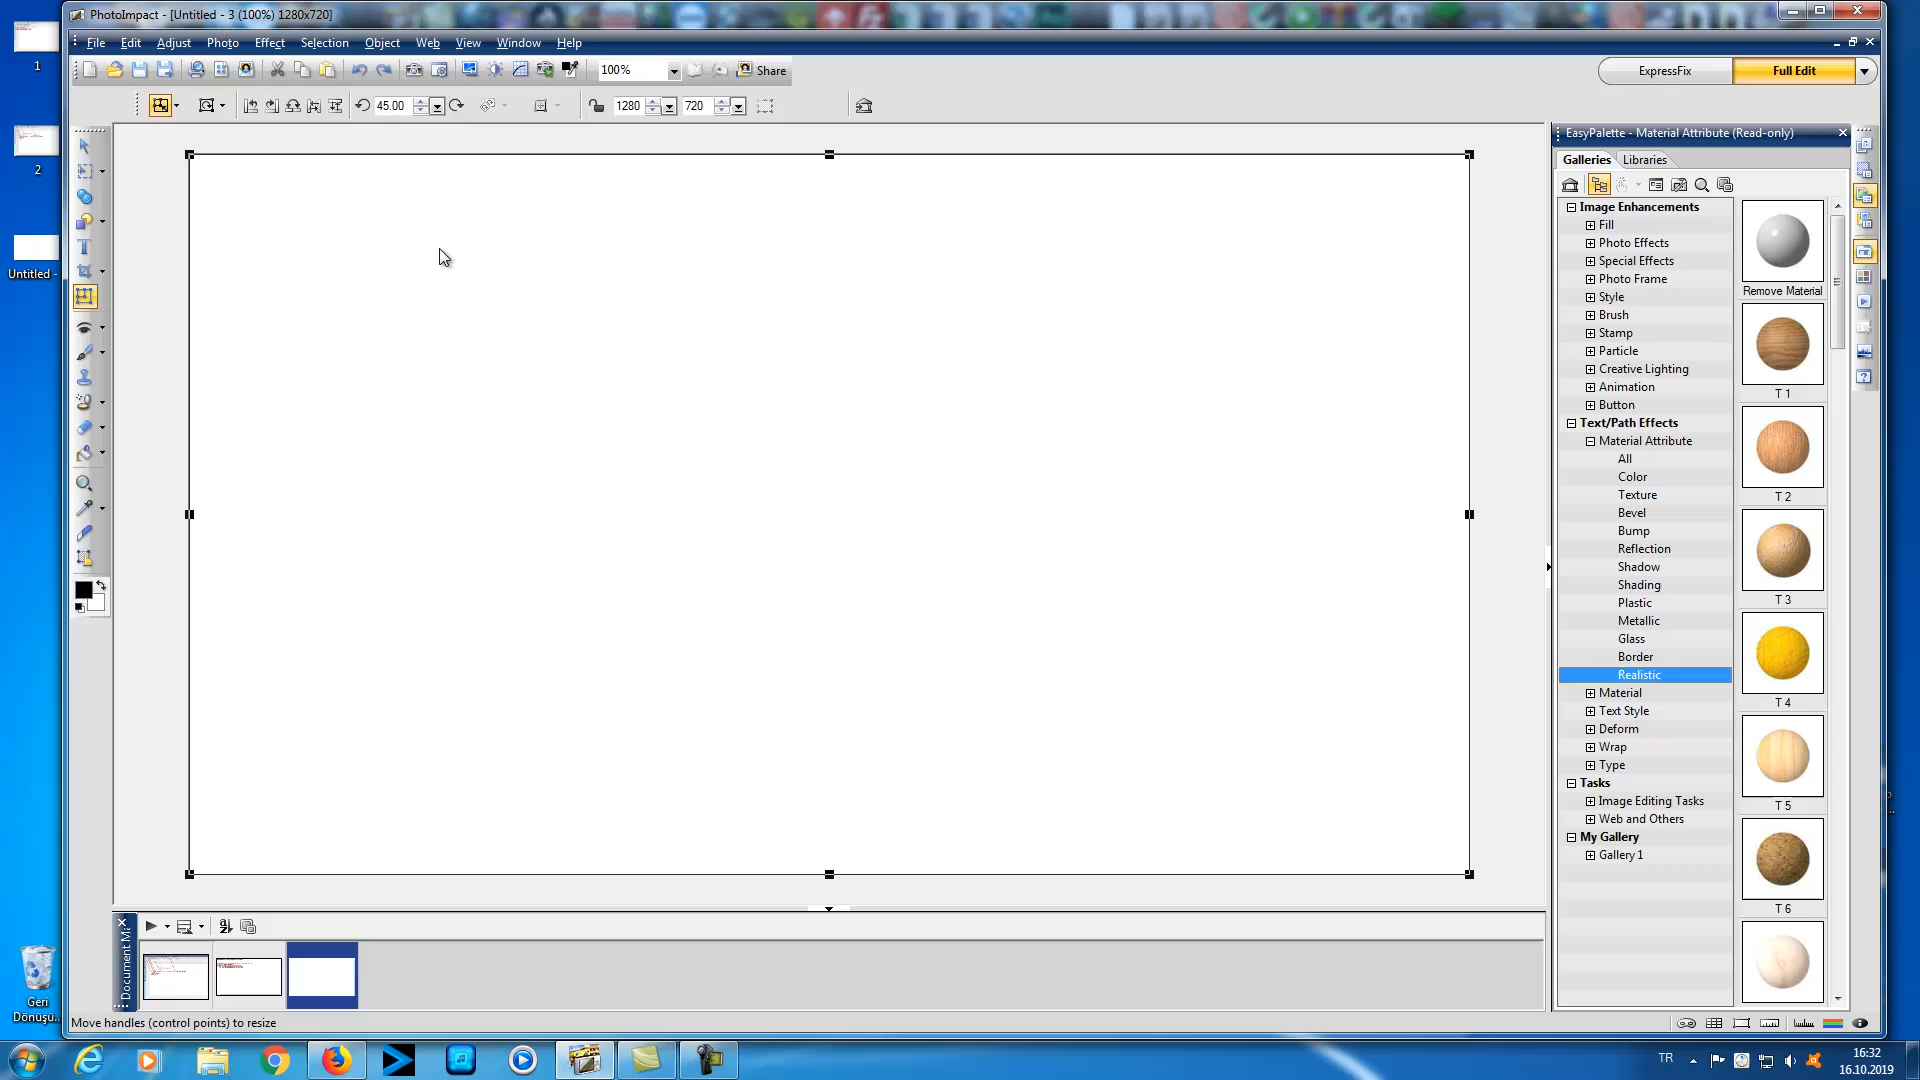 PhotoImpact - [Untitled - 3 (100%) 1280x720]
File Edit Adjust Photo Effect Selection Object Web View Window Help
100% Share ExpressFix Full Edit
45.00 1280 720
1
2
Untitled -
Geri
Dönüşü...
EasyPalette - Material Attribute (Read-only)
Galleries Libraries
Image Enhancements
Fill
Photo Effects
Special Effects
Photo Frame
Style
Brush
Stamp
Particle
Creative Lighting
Animation
Button
Text/Path Effects
Material Attribute
All
Color
Texture
Bevel
Bump
Reflection
Shadow
Shading
Plastic
Metallic
Glass
Border
Realistic
Material
Text Style
Deform
Wrap
Type
Tasks
Image Editing Tasks
Web and Others
My Gallery
Gallery 1
Remove Material
T 1
T 2
T 3
T 4
T 5
T 6
Move handles (control points) to resize
TR
16:32
16.10.2019